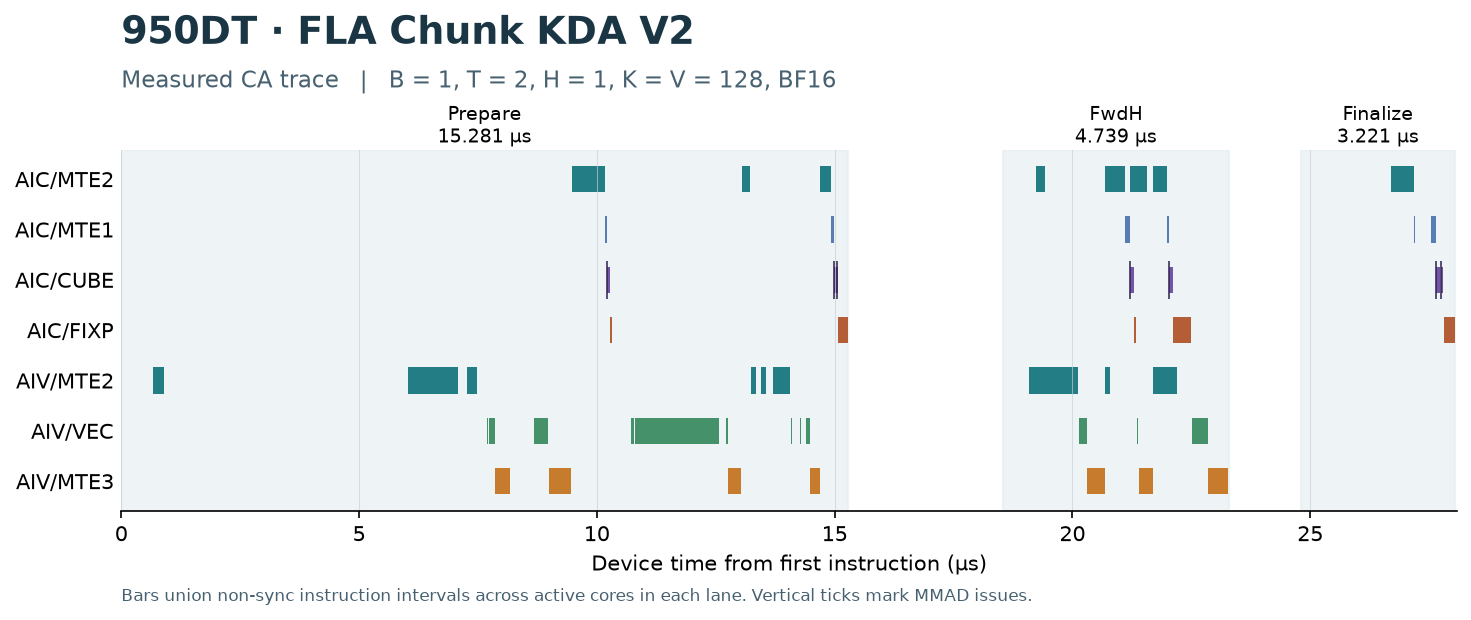 950DT · FLA Chunk KDA V2
Measured CA trace | B = 1, T = 2, H = 1, K = V = 128, BF16
Prepare
15.281 µs
FwdH
4.739 µs
Finalize
3.221 µs
AIC/MTE2
AIC/MTE1
AIC/CUBE
AIC/FIXP
AIV/MTE2
AIV/VEC
AIV/MTE3
0 5 10 15 20 25
Device time from first instruction (µs)
Bars union non-sync instruction intervals across active cores in each lane. Vertical ticks mark MMAD issues.